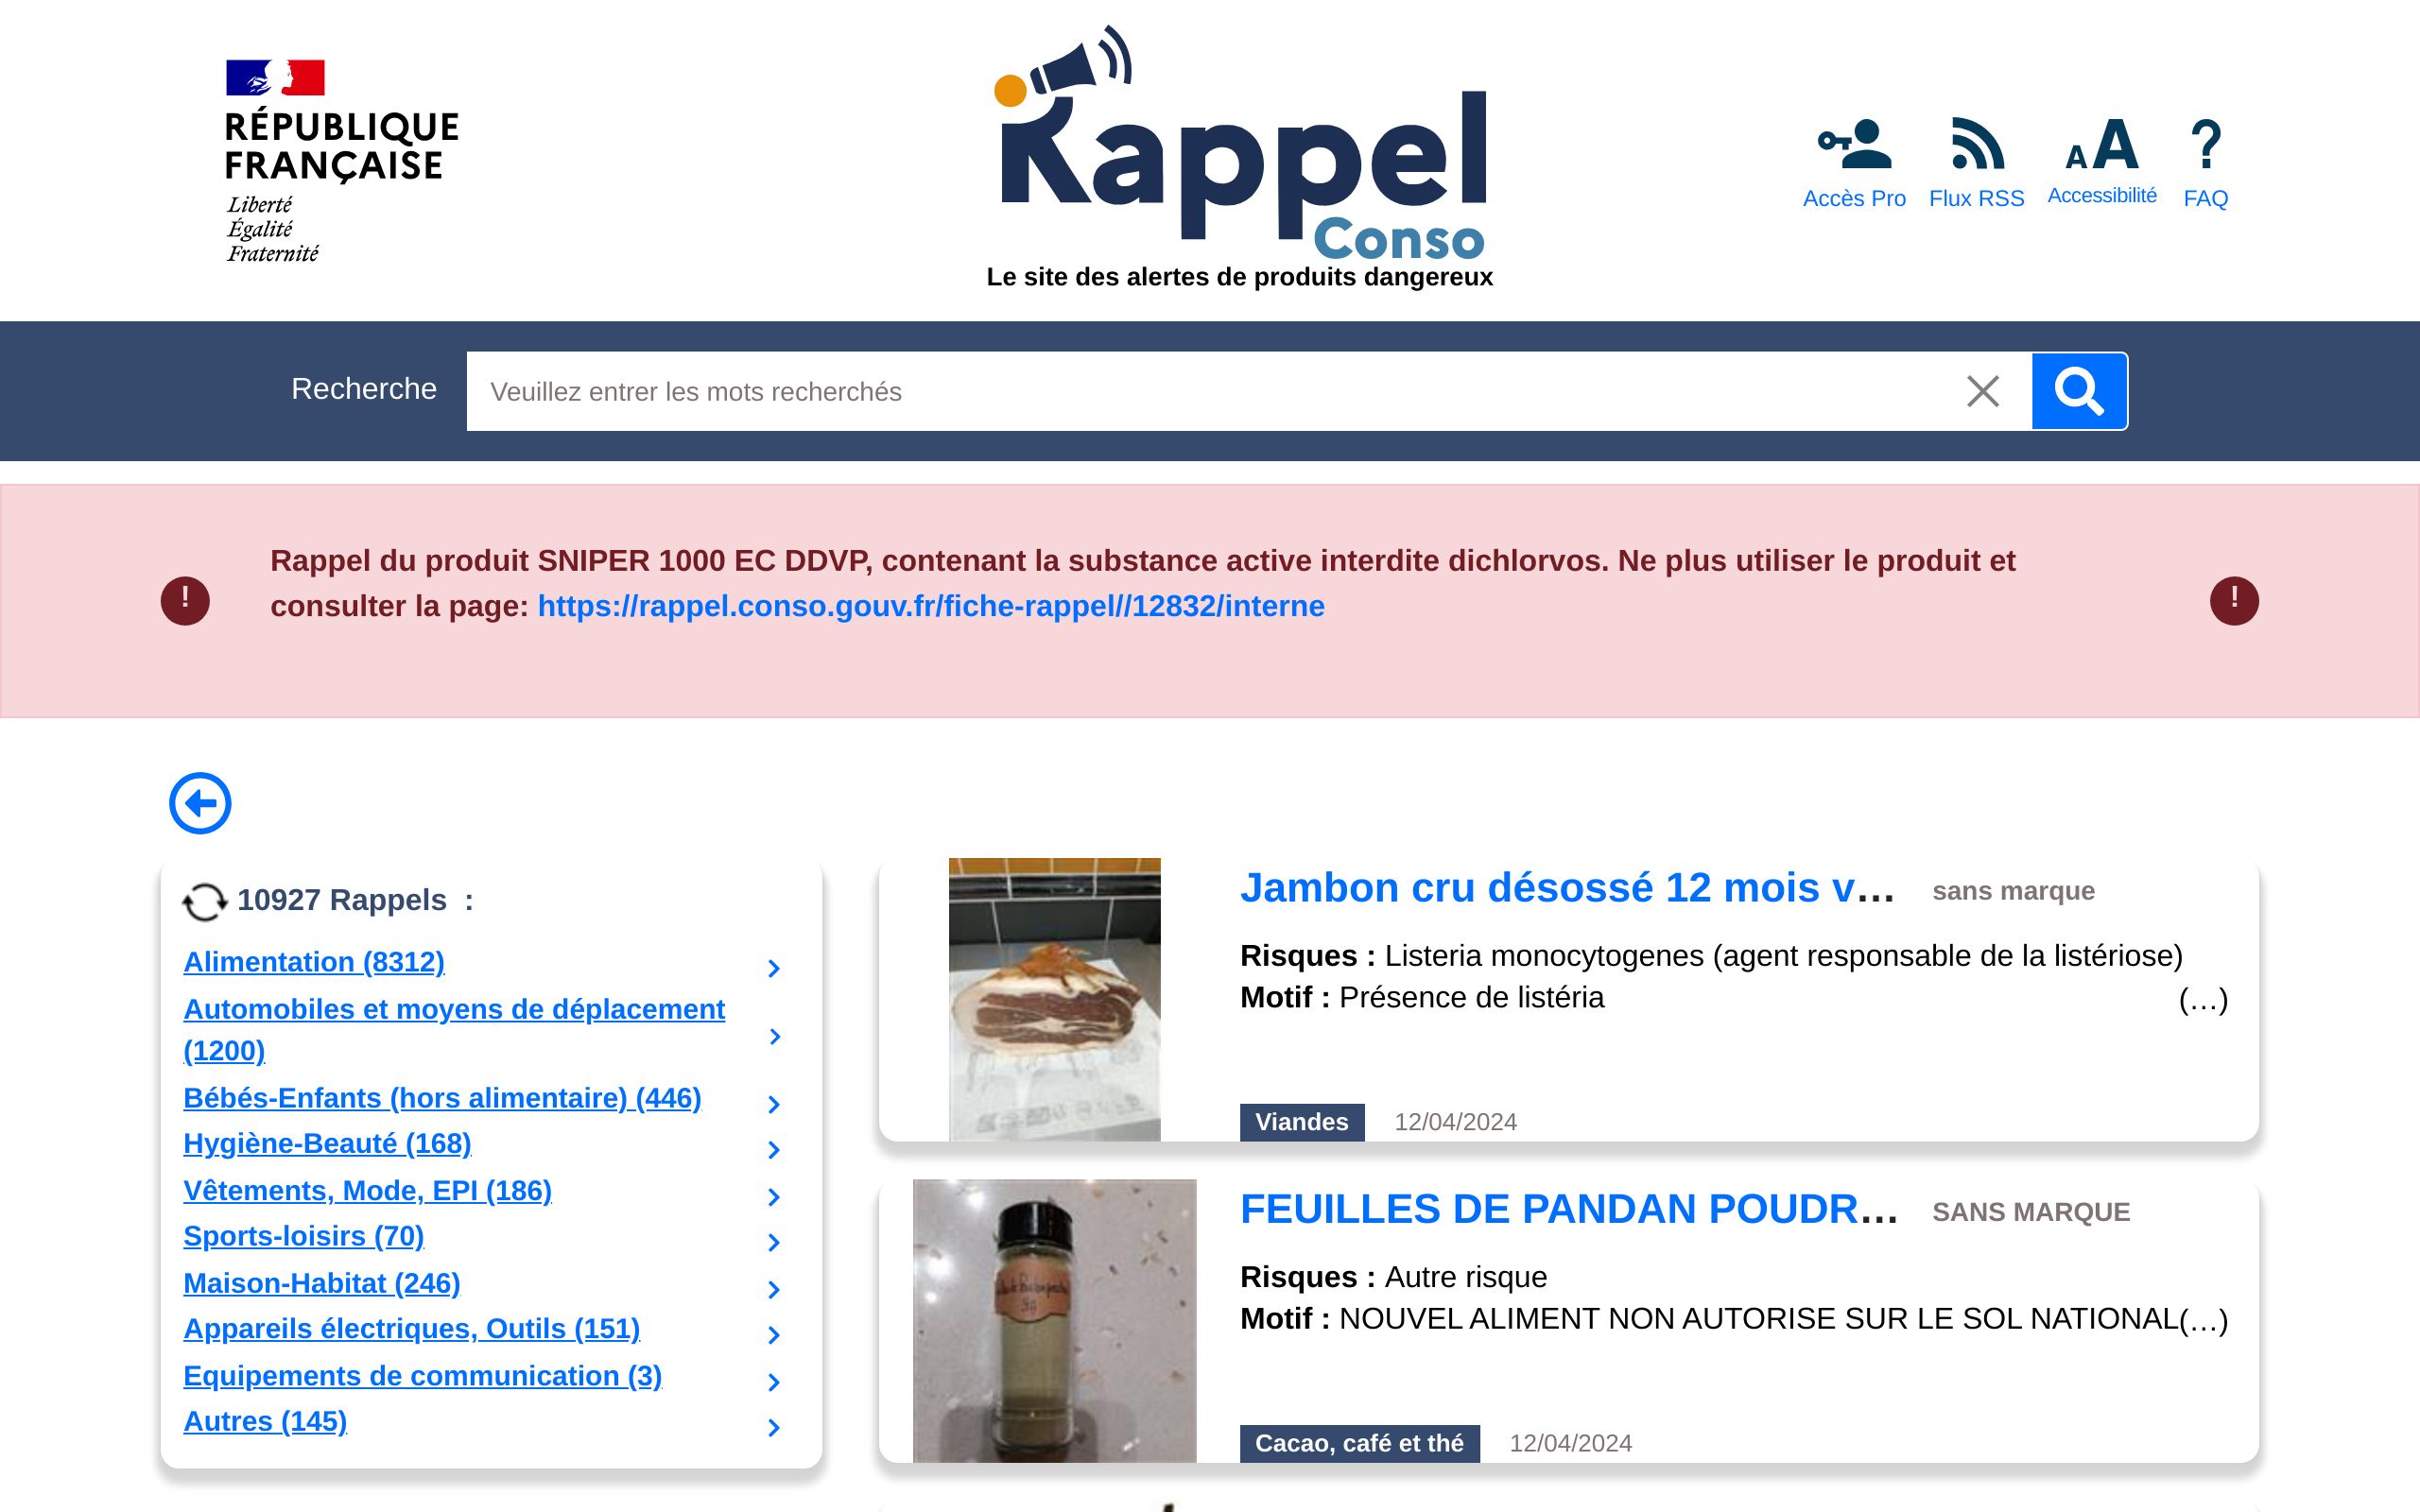 RÉPUBLIQUE
FRANÇAISE
Liberté
Égalité
Fraternité
Rappel
Conso
Le site des alertes de produits dangereux
Accès Pro
Flux RSS
AA
Accessibilité
?
FAQ
Recherche
Veuillez entrer les mots recherchés
! Rappel du produit SNIPER 1000 EC DDVP, contenant la substance active interdite dichlorvos. Ne plus utiliser le produit et !
consulter la page: https://rappel.conso.gouv.fr/fiche-rappel//12832/interne
10927 Rappels :
Alimentation (8312)
Automobiles et moyens de déplacement
(1200)
Bébés-Enfants (hors alimentaire) (446)
Hygiène-Beauté (168)
Vêtements, Mode, EPI (186)
Sports-loisirs (70)
Maison-Habitat (246)
Appareils électriques, Outils (151)
Equipements de communication (3)
Autres (145)
Jambon cru désossé 12 mois v... sans marque
Risques : Listeria monocytogenes (agent responsable de la listériose)
Motif : Présence de listéria (...)
Viandes 12/04/2024
FEUILLES DE PANDAN POUDR... SANS MARQUE
Risques : Autre risque
Motif : NOUVEL ALIMENT NON AUTORISE SUR LE SOL NATIONAL(...)
Cacao, café et thé 12/04/2024